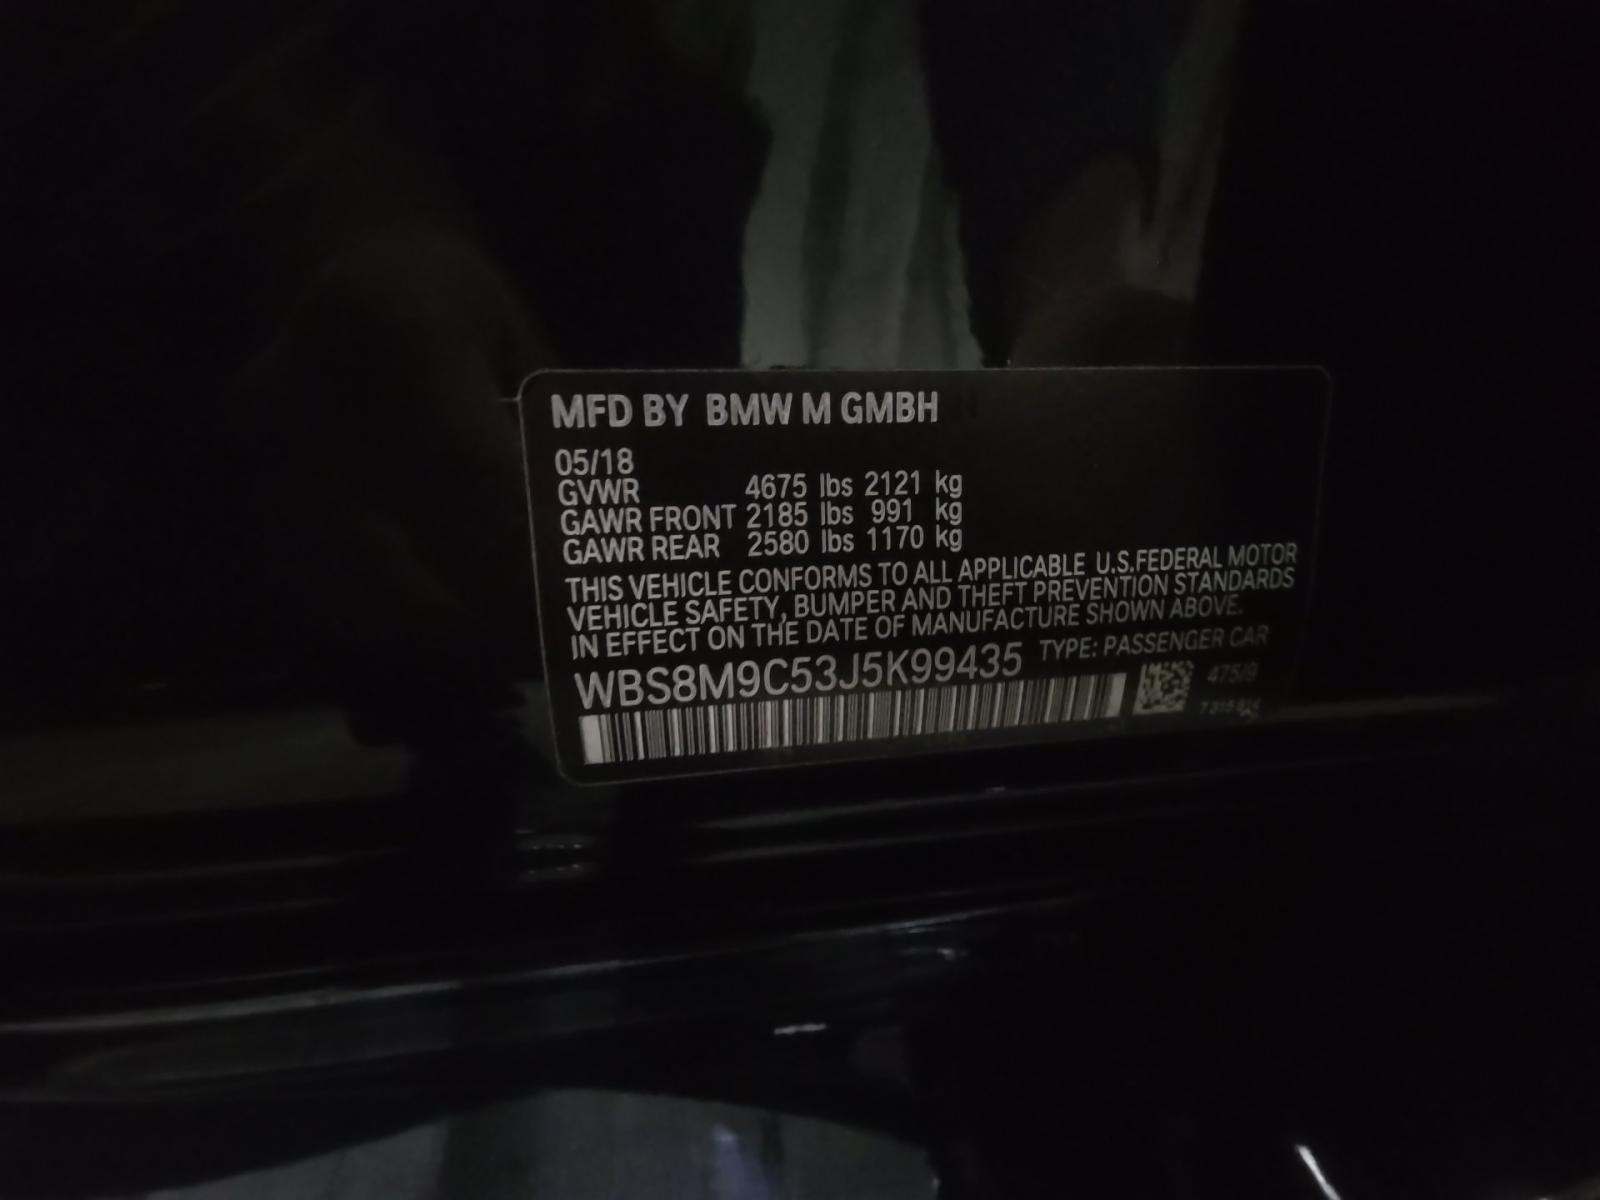 MFD BY BMW M GMBH
05/18
GVWR 4675 lbs 2121 kg
GAWR FRONT 2185 lbs 991 kg
GAWR REAR 2580 lbs 1170 kg
THIS VEHICLE CONFORMS TO ALL APPLICABLE U.S.FEDERAL MOTOR
VEHICLE SAFETY, BUMPER AND THEFT PREVENTION STANDARDS
IN EFFECT ON THE DATE OF MANUFACTURE SHOWN ABOVE.
WBS8M9C53J5K99435 TYPE: PASSENGER CAR
475/9